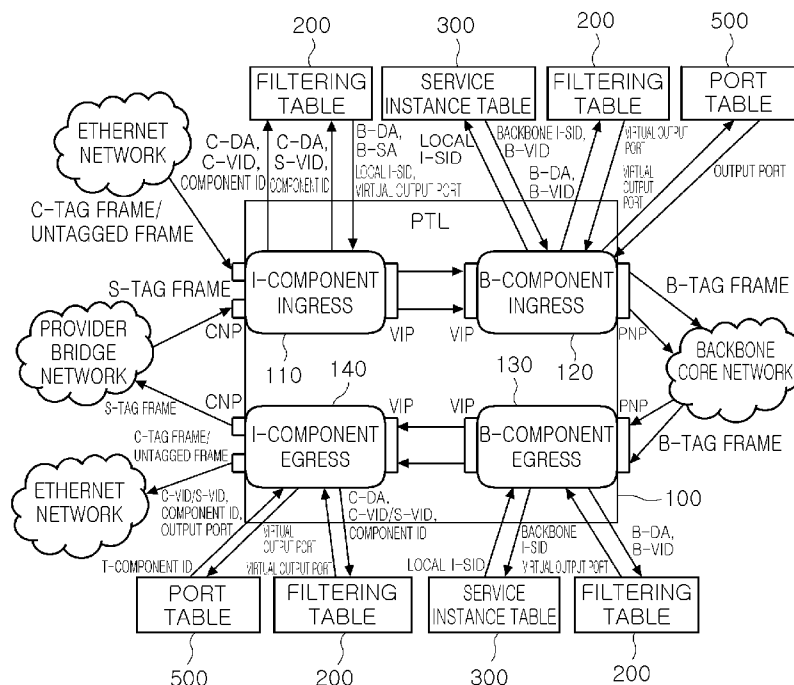 200
300
200
500
FILTERING
TABLE
SERVICE
INSTANCE TABLE
FILTERING
TABLE
PORT
TABLE
ETHERNET
NETWORK
C-DA,
C-VID,
COMPONENT ID
C-DA,
S-VID,
COMPONENT ID
B-DA,
B-SA
LOCAL I-SID,
VIRTUAL OUTPUT PORT
LOCAL
I-SID
BACKBONE I-SID,
B-VID
B-DA,
B-VID
VIRTUAL OUTPUT
PORT
VIRTUAL
OUTPUT
PORT
OUTPUT PORT
C-TAG FRAME/
UNTAGGED FRAME
PTL
S-TAG FRAME
I-COMPONENT
INGRESS
B-COMPONENT
INGRESS
B-TAG FRAME
CNP
VIP
VIP
PNP
PROVIDER
BRIDGE
NETWORK
110
120
BACKBONE
CORE NETWORK
140
130
CNP
VIP
VIP
PNP
S-TAG FRAME
I-COMPONENT
EGRESS
B-COMPONENT
EGRESS
B-TAG FRAME
C-TAG FRAME/
UNTAGGED FRAME
ETHERNET
NETWORK
C-VID/S-VID,
COMPONENT ID,
OUTPUT PORT
C-DA,
C-VID/S-VID,
COMPONENT ID
100
T-COMPONENT ID
VIRTUAL
OUTPUT PORT
VIRTUAL OUTPUT PORT
LOCAL I-SID
BACKBONE
I-SID
VIRTUAL OUTPUT PORT
B-DA,
B-VID
PORT
TABLE
FILTERING
TABLE
SERVICE
INSTANCE TABLE
FILTERING
TABLE
500
200
300
200